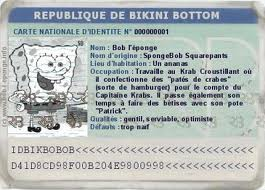 REPUBLIQUE DE BIKINI BOTTOM
CARTE NATIONALE D'IDENTITE N° 000000001
Nom : Bob l'éponge
Nom d'origine : SpongeBob Squarepants
Lieu d'habitation : Un ananas
Occupation : Travaille au Krab Croustillant où
il confectionne des "patés de crabes"
(sorte de hamburger) pour le compte du
Capitaine Krabs. Il passe également son
temps à faire des bêtises avec son pote
"Patrick"
Qualités : gentil, serviable, optimiste
Défauts : trop naïf
IDBIKBOBOB<<<<<<<<<<<<<<<<<<<<<<
D41D8CD98F00B204E9800998<<<<<<